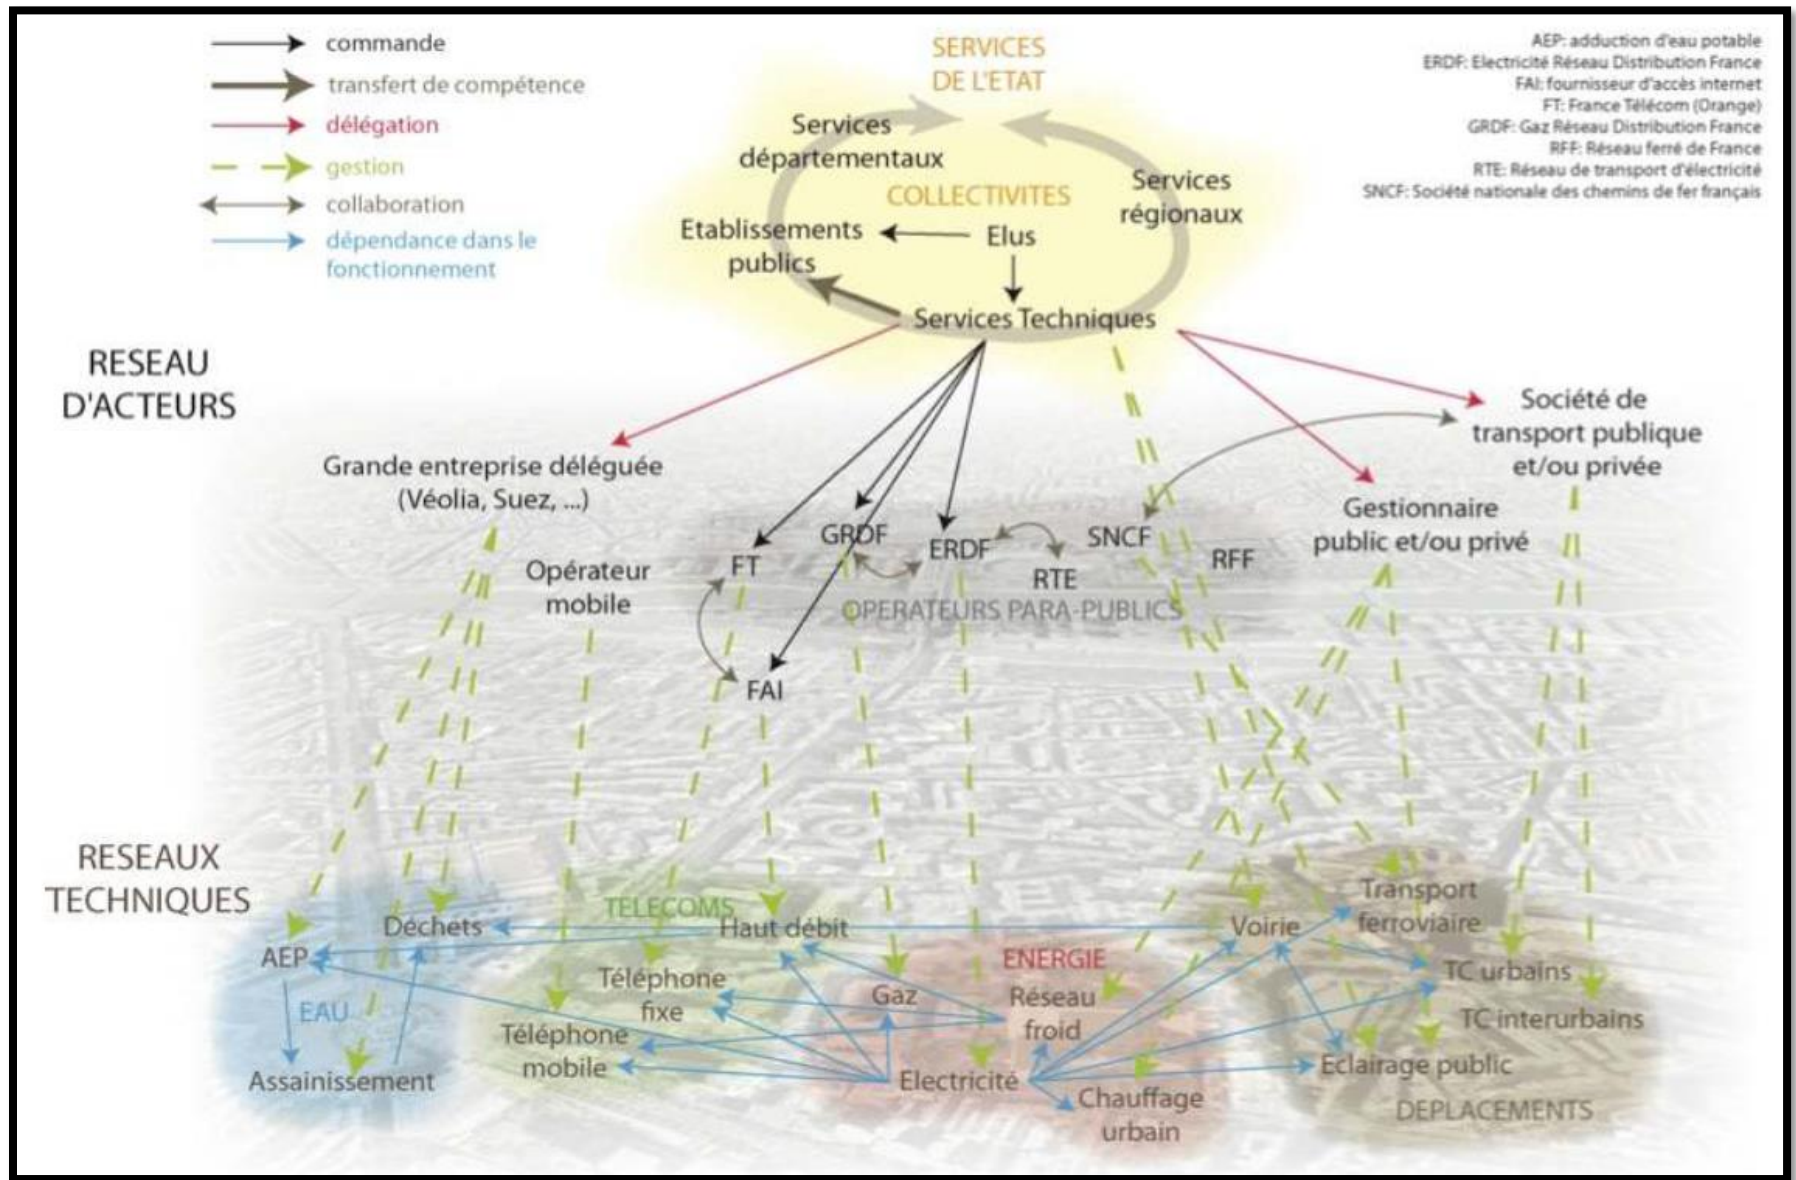 commande
transfert de compétence
délégation
gestion
collaboration
dépendance dans le
fonctionnement
AEP: adduction d'eau potable
ERDF: Electricité Réseau Distribution France
FAI: fournisseur d'accès internet
FT: France Télécom (Orange)
GRDF: Gaz Réseau Distribution France
RFF: Réseau ferré de France
RTE: Réseau de transport d'électricité
SNCF: Société nationale des chemins de fer français
SERVICES
DE L'ETAT
Services
départementaux
COLLECTIVITES
Services
régionaux
Etablissements
publics
Elus
Services Techniques
RESEAU
D'ACTEURS
Grande entreprise déléguée
(Véolia, Suez, ...)
Société de
transport publique
et/ou privée
Gestionnaire
public et/ou privé
Opérateur
mobile
FT
GRDF
ERDF
RTE
SNCF
RFF
OPERATEURS PARA-PUBLICS
FAI
RESEAUX
TECHNIQUES
Déchets
AEP
EAU
Assainissement
TELECOMS
Haut débit
Téléphone
fixe
Téléphone
mobile
ENERGIE
Gaz
Réseau
froid
Electricité
Chauffage
urbain
Voirie
Transport
ferroviaire
TC urbains
TC interurbains
Eclairage public
DEPLACEMENTS